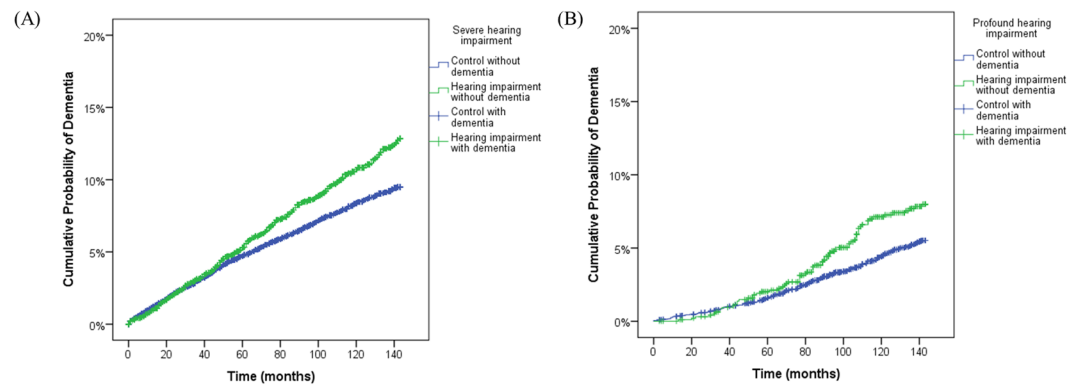 (A)
Cumulative Probability of Dementia
20%
15%
10%
5%
0%
0 20 40 60 80 100 120 140
Time (months)
Severe hearing
impairment
Control without
dementia
Hearing impairment
without dementia
Control with
dementia
Hearing impairment
with dementia
(B)
Cumulative Probability of Dementia
20%
15%
10%
5%
0%
0 20 40 60 80 100 120 140
Time (months)
Profound hearing
impairment
Control without
dementia
Hearing impairment
without dementia
Control with
dementia
Hearing impairment
with dementia